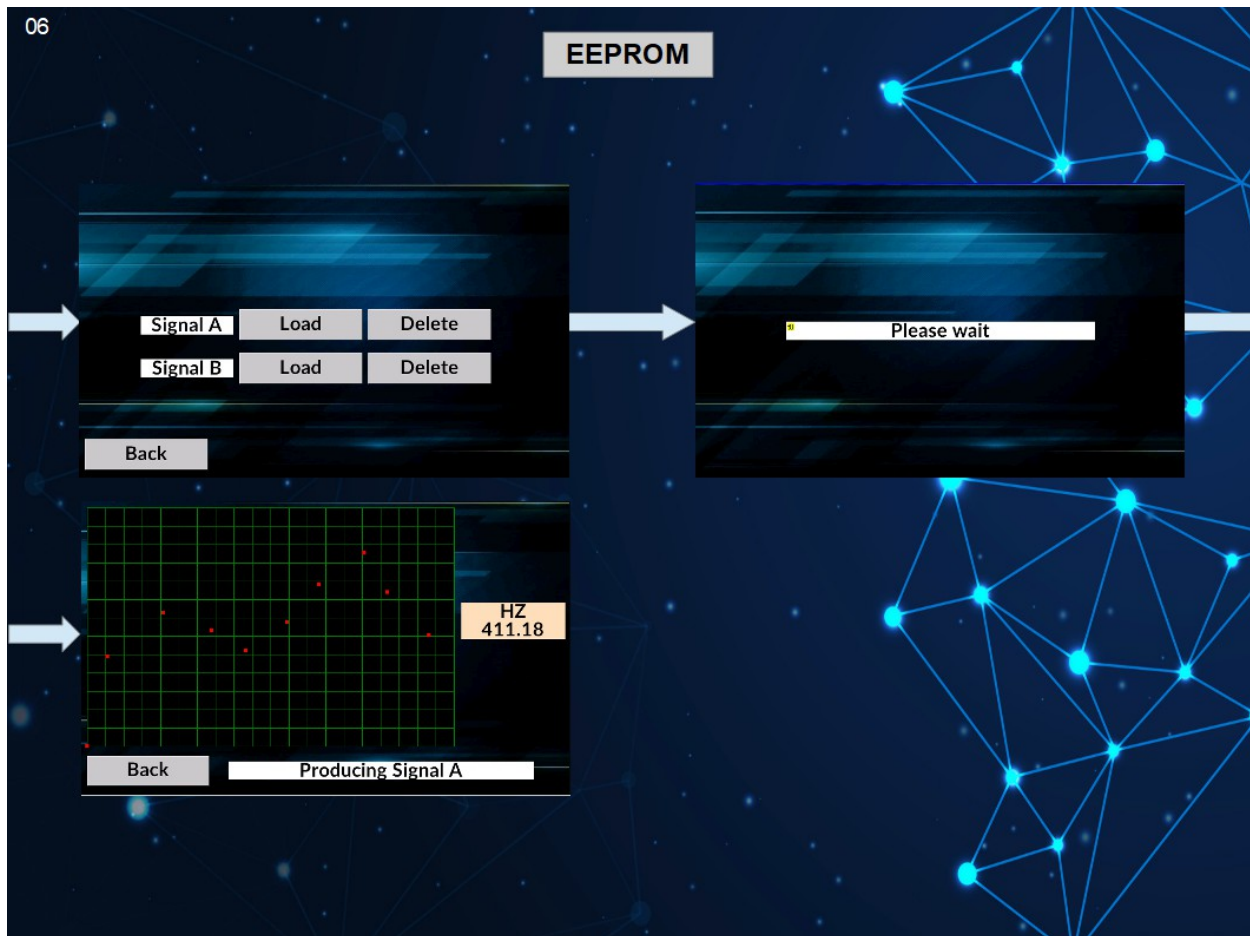 06
EEPROM
Signal A Load Delete
Signal B Load Delete
Back
Please wait
HZ
411.18
Back Producing Signal A